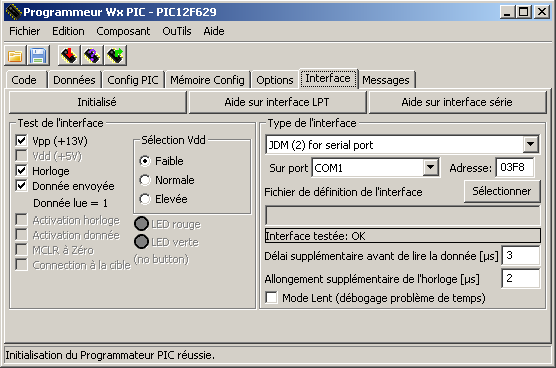 Programmeur Wx PIC - PIC12F629
Fichier Edition Composant OuTils Aide
Code Données Config PIC Mémoire Config Options Interface Messages
Initialisé Aide sur interface LPT Aide sur interface série
Test de l'interface
Vpp (+13V)
Vdd (+5V)
Horloge
Donnée envoyée
Donnée lue = 1
Activation horloge
Activation donnée
MCLR à Zéro
Connection à la cible
Sélection Vdd
Faible
Normale
Elevée
LED rouge
LED verte
(no button)
Type de l'interface
JDM (2) for serial port
Sur port COM1 Adresse: 03F8
Fichier de définition de l'interface Sélectionner
Interface testée: OK
Délai supplémentaire avant de lire la donnée [µs] 3
Allongement supplémentaire de l'horloge [µs] 2
Mode Lent (débogage problème de temps)
Initialisation du Programmateur PIC réussie.